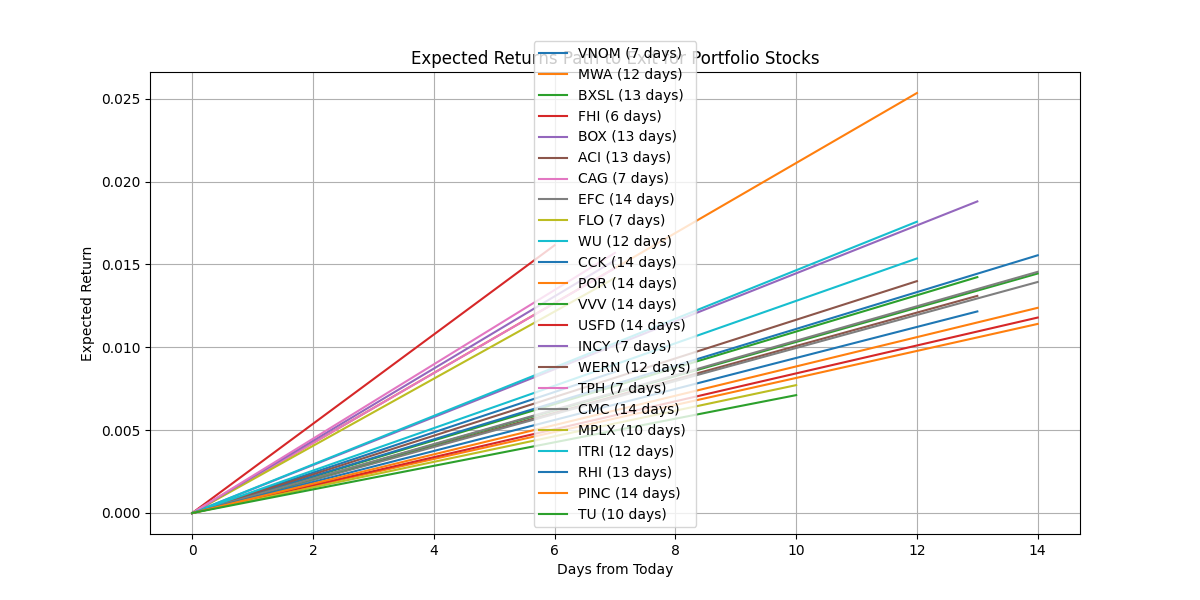 Expected Returns Path to Exit for Portfolio Stocks
VNOM (7 days)
MWA (12 days)
BXSL (13 days)
FHI (6 days)
BOX (13 days)
ACI (13 days)
CAG (7 days)
EFC (14 days)
FLO (7 days)
WU (12 days)
CCK (14 days)
POR (14 days)
VVV (14 days)
USFD (14 days)
INCY (7 days)
WERN (12 days)
TPH (7 days)
CMC (14 days)
MPLX (10 days)
ITRI (12 days)
RHI (13 days)
PINC (14 days)
TU (10 days)
Expected Return
0.025
0.020
0.015
0.010
0.005
0.000
0 2 4 6 8 10 12 14
Days from Today